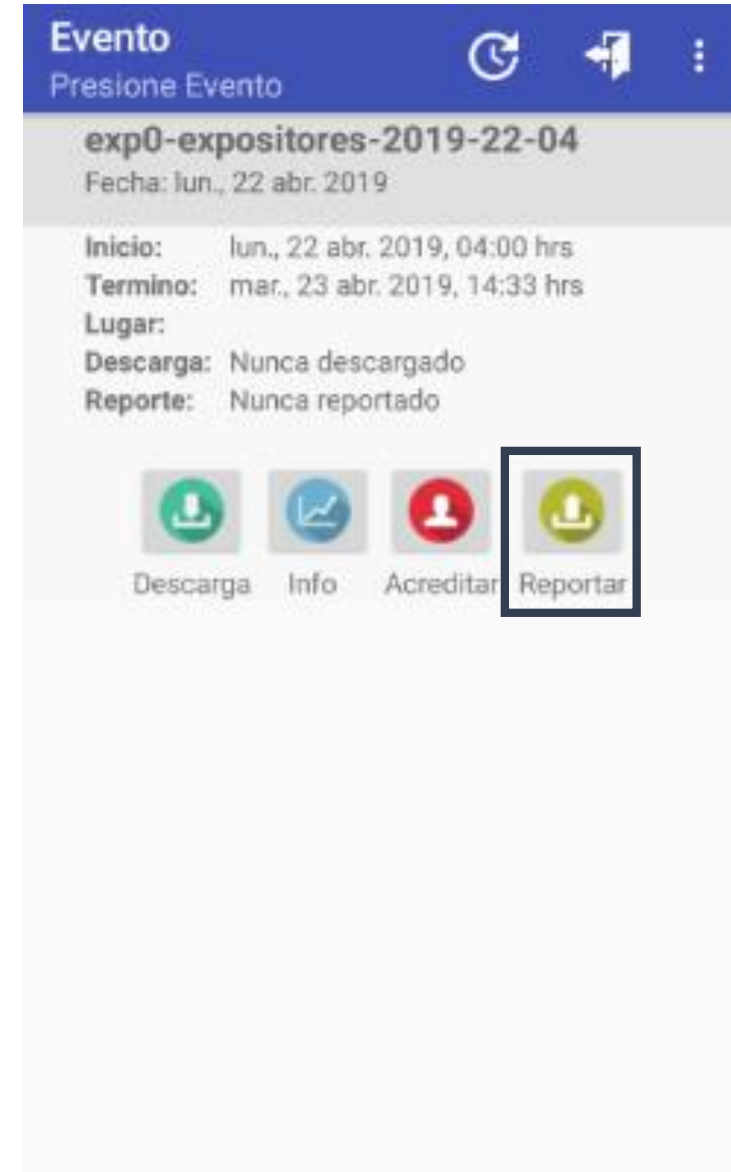 Evento
Presione Evento
exp0-expositores-2019-22-04
Fecha: lun., 22 abr. 2019
Inicio: lun., 22 abr. 2019, 04:00 hrs
Termino: mar., 23 abr. 2019, 14:33 hrs
Lugar:
Descarga: Nunca descargado
Reporte: Nunca reportado
Descarga Info Acreditar Reportar